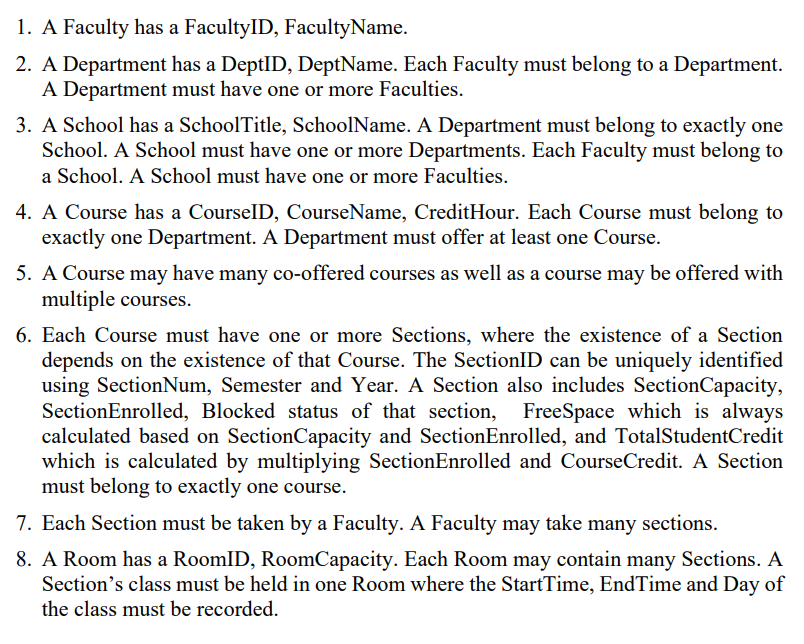 1. A Faculty has a FacultyID, FacultyName.
2. A Department has a DeptID, DeptName. Each Faculty must belong to a Department.
A Department must have one or more Faculties.
3. A School has a SchoolTitle, SchoolName. A Department must belong to exactly one
School. A School must have one or more Departments. Each Faculty must belong to
a School. A School must have one or more Faculties.
4. A Course has a CourseID, CourseName, CreditHour. Each Course must belong to
exactly one Department. A Department must offer at least one Course.
5. A Course may have many co-offered courses as well as a course may be offered with
multiple courses.
6. Each Course must have one or more Sections, where the existence of a Section
depends on the existence of that Course. The SectionID can be uniquely identified
using SectionNum, Semester and Year. A Section also includes SectionCapacity,
SectionEnrolled, Blocked status of that section, FreeSpace which is always
calculated based on SectionCapacity and SectionEnrolled, and TotalStudentCredit
which is calculated by multiplying SectionEnrolled and CourseCredit. A Section
must belong to exactly one course.
7. Each Section must be taken by a Faculty. A Faculty may take many sections.
8. A Room has a RoomID, RoomCapacity. Each Room may contain many Sections. A
Section's class must be held in one Room where the StartTime, EndTime and Day of
the class must be recorded.